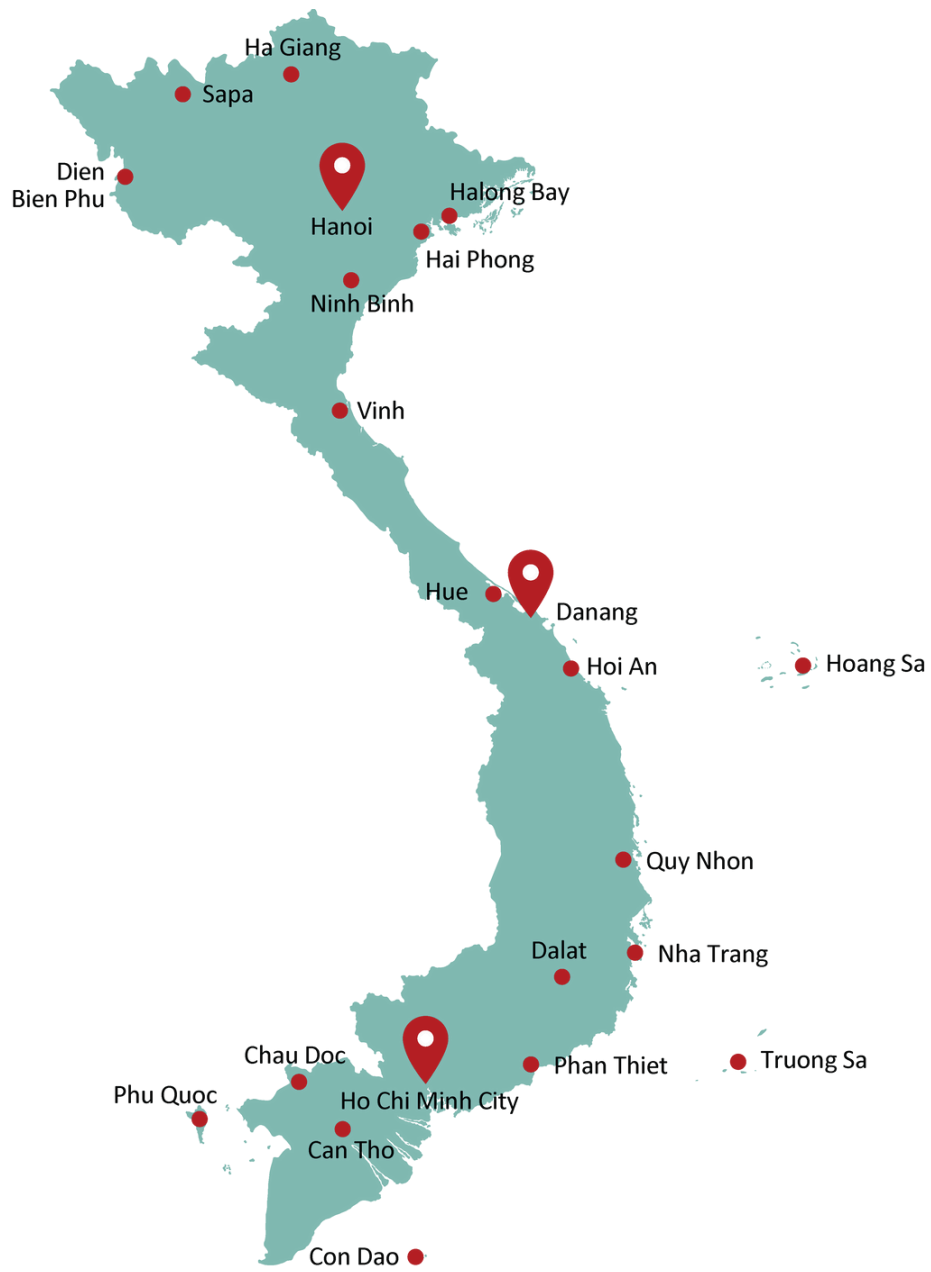 Ha Giang
Sapa
Dien
Bien Phu
Halong Bay
Hanoi
Hai Phong
Ninh Binh
Vinh
Hue
Danang
Hoi An
Hoang Sa
Quy Nhon
Dalat
Nha Trang
Chau Doc
Phan Thiet
Truong Sa
Phu Quoc
Ho Chi Minh City
Can Tho
Con Dao